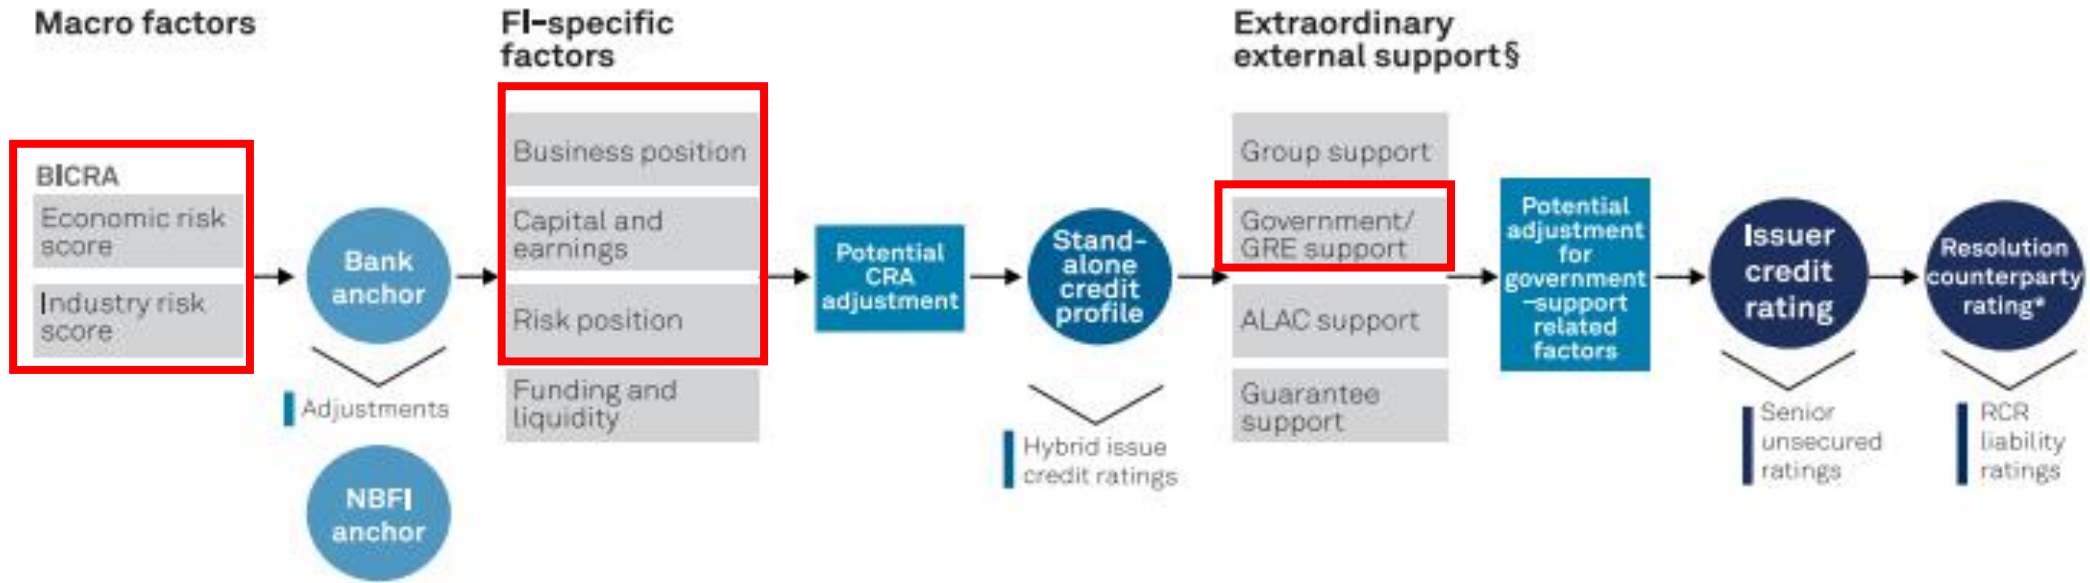 Macro factors
BICRA
Economic risk
score
Industry risk
score
Bank
anchor
Adjustments
NBFI
anchor
FI-specific
factors
Business position
Capital and
earnings
Risk position
Funding and
liquidity
Potential
CRA
adjustment
Stand-
alone
credit
profile
Hybrid issue
credit ratings
Extraordinary
external support§
Group support
Government/
GRE support
ALAC support
Guarantee
support
Potential
adjustment
for
government
-support
related
factors
Issuer
credit
rating
Senior
unsecured
ratings
Resolution
counterparty
rating*
RCR
liability
ratings